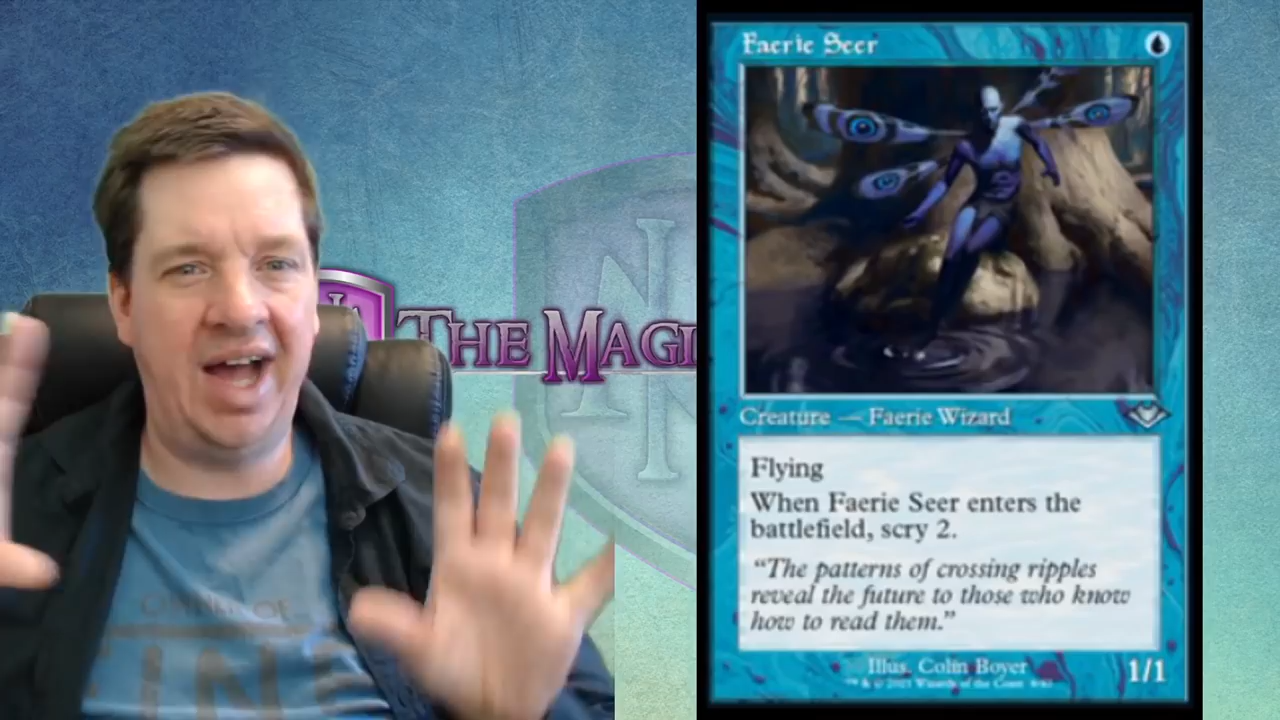 THE MAGI
Faerie Seer
Creature — Faerie Wizard
Flying
When Faerie Seer enters the
battlefield, scry 2.
"The patterns of crossing ripples
reveal the future to those who know
how to read them."
Illus. Colin Boyer
1/1